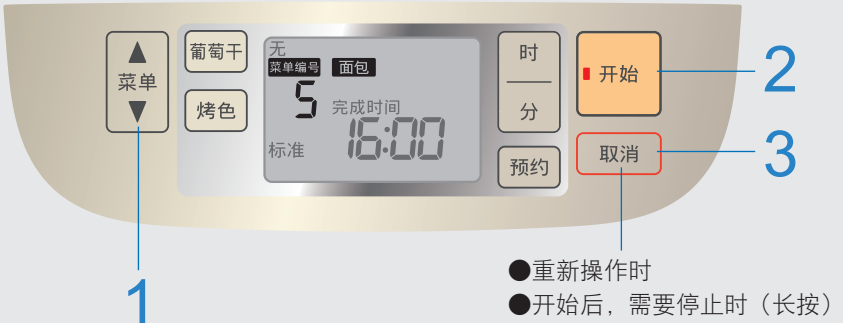 ▲
菜单
▼
葡萄干
烤色
无
菜单编号 面包
5 完成时间
标准 16:00
时
分
预约
开始
取消
1
2
3
●重新操作时
●开始后，需要停止时（长按）